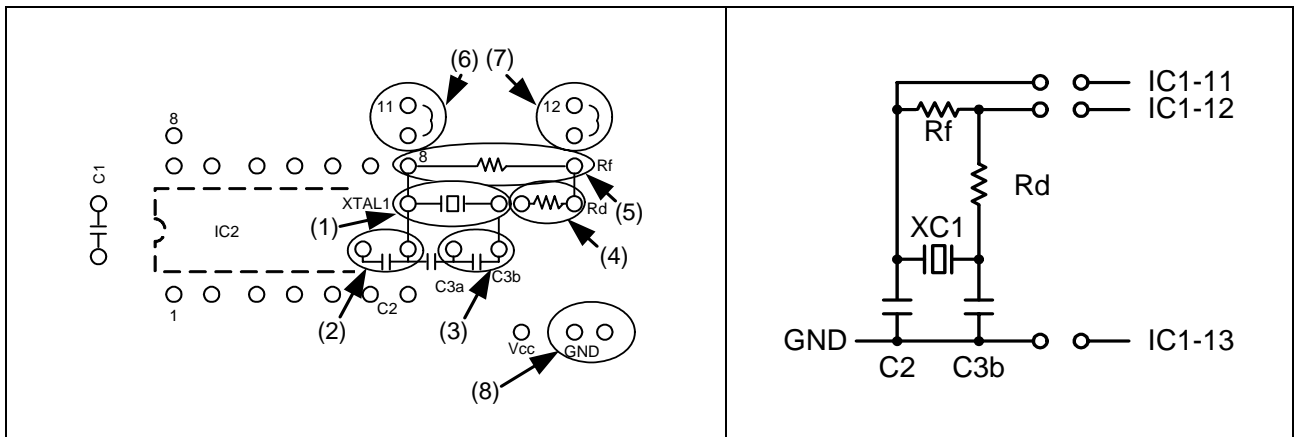 (6) (7)
11
12
8
8
Rf
C1
XTAL1
Rd
(5)
(1)
IC2
(4)
C3a
C3b
C2
1
(2)
(3)
Vcc
GND
(8)
IC1-11
IC1-12
Rf
Rd
XC1
GND
IC1-13
C2
C3b